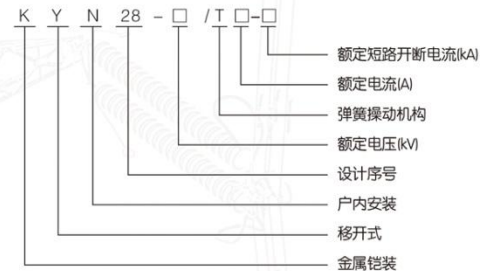 K Y N 28 - □ / T □ - □
额定短路开断电流(kA)
额定电流(A)
弹簧操动机构
额定电压(kV)
设计序号
户内安装
移开式
金属铠装